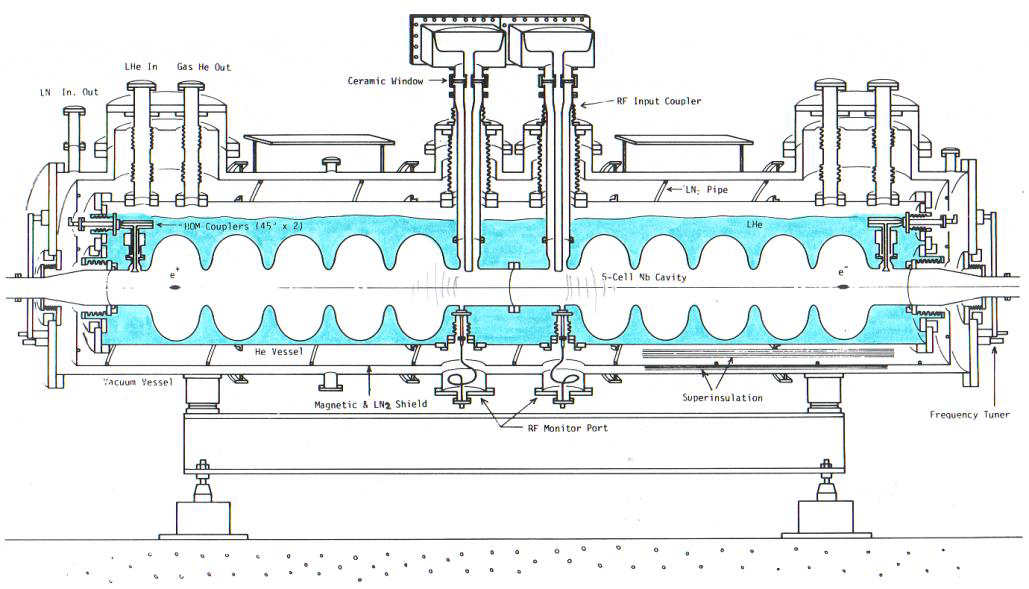 LHe In
Gas He Out
LN In. Out
Ceramic Window
RF Input Coupler
LN₂ Pipe
HOM Couplers (45° x 2)
LHe
e⁺
e⁻
5-Cell Nb Cavity
He Vessel
Vacuum Vessel
Magnetic & LN₂ Shield
Superinsulation
RF Monitor Port
Frequency Tuner